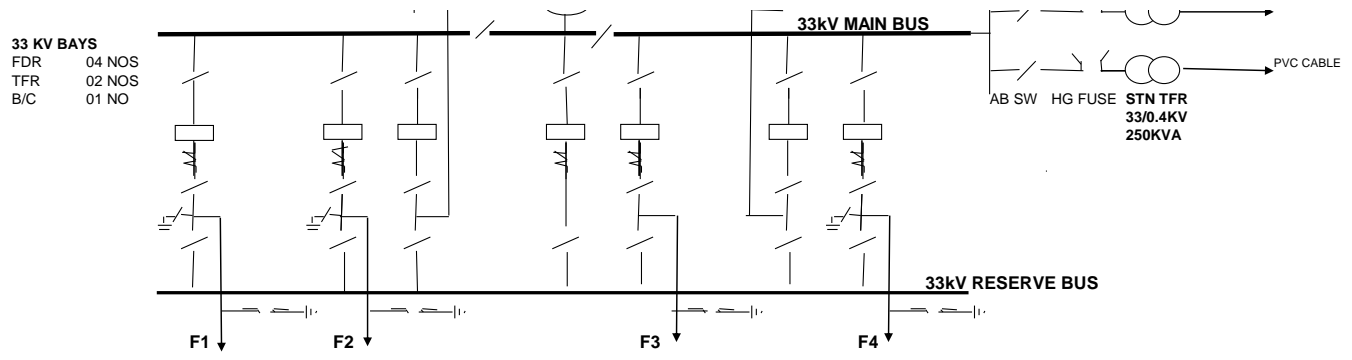 33kV MAIN BUS
33 KV BAYS
FDR 04 NOS
TFR 02 NOS
B/C 01 NO
PVC CABLE
AB SW HG FUSE STN TFR
33/0.4KV
250KVA
33kV RESERVE BUS
F1 F2 F3 F4